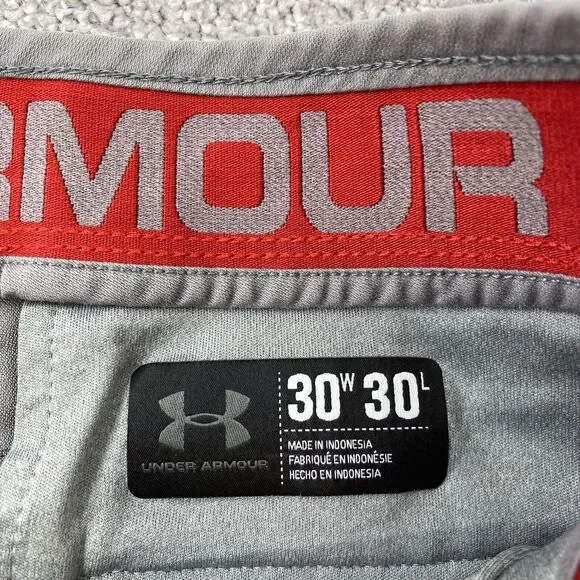 RMOUR
30W 30L
MADE IN INDONESIA
FABRIQUÉ EN INDONÉSIE
HECHO EN INDONESIA
UNDER ARMOUR